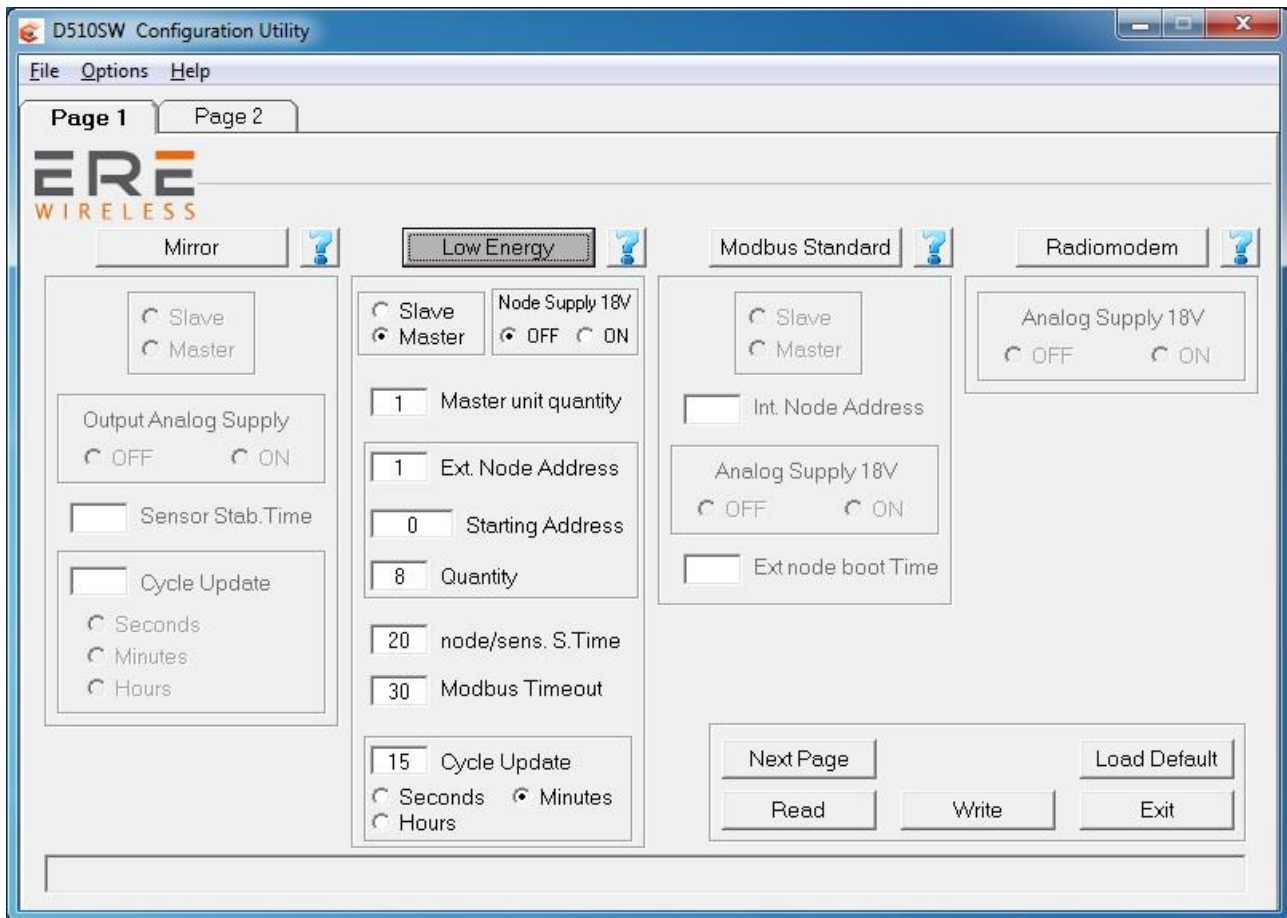 D510SW Configuration Utility
File Options Help
Page 1 Page 2
ERE
WIRELESS
Mirror
Slave
Master
Output Analog Supply
OFF ON
Sensor Stab.Time
Cycle Update
Seconds
Minutes
Hours
Low Energy
Slave
Master
Node Supply 18V
OFF ON
1 Master unit quantity
1 Ext. Node Address
0 Starting Address
8 Quantity
20 node/sens. S.Time
30 Modbus Timeout
15 Cycle Update
Seconds Minutes
Hours
Modbus Standard
Slave
Master
Int. Node Address
Analog Supply 18V
OFF ON
Ext node boot Time
Radiomodem
Analog Supply 18V
OFF ON
Next Page Load Default
Read Write Exit